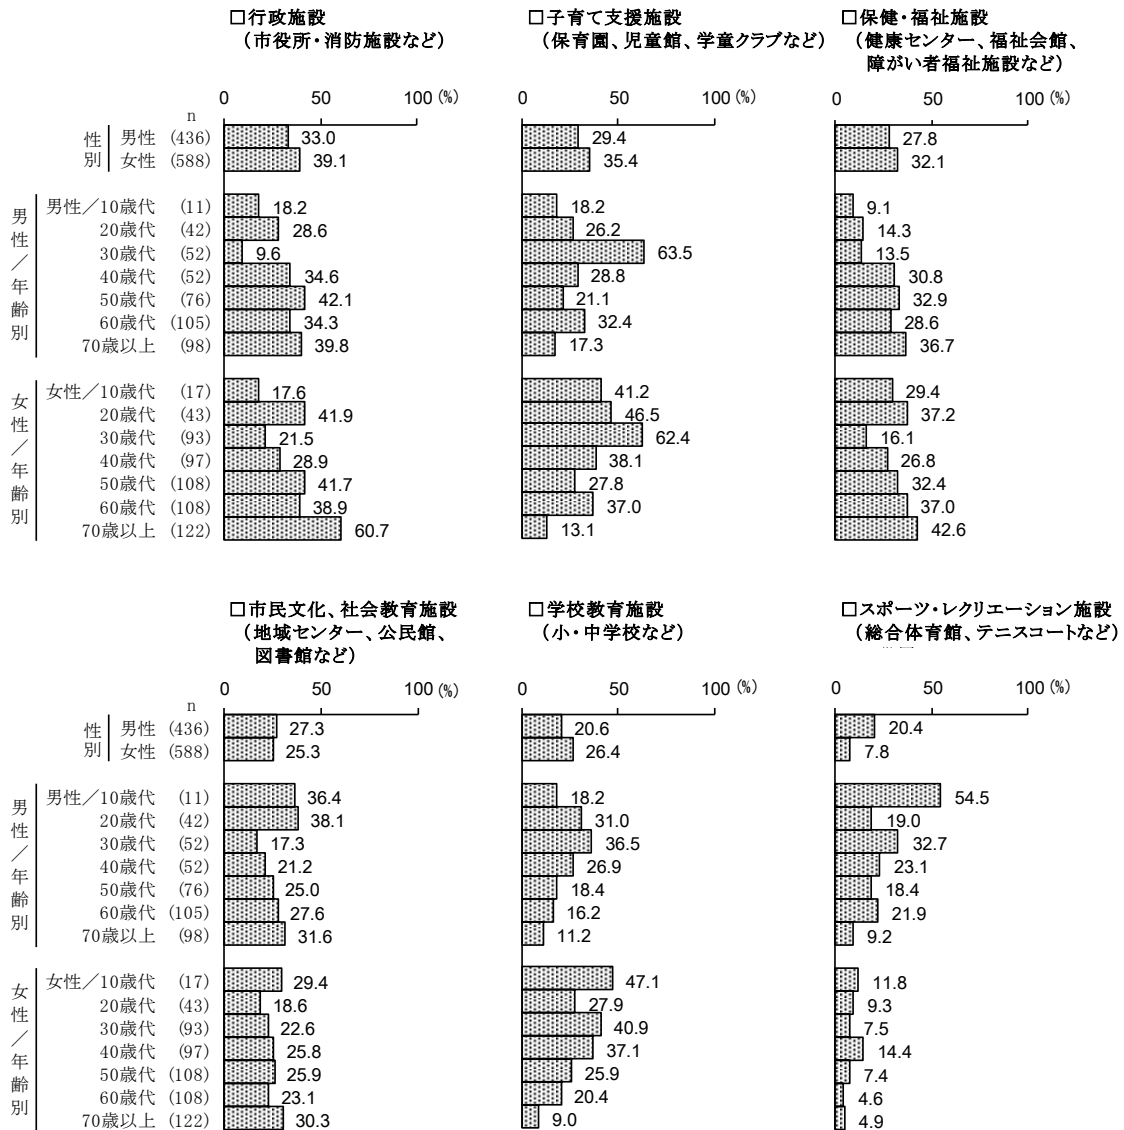 □行政施設
（市役所・消防施設など）
□子育て支援施設
（保育園、児童館、学童クラブなど）
□保健・福祉施設
（健康センター、福祉会館、
障がい者福祉施設など）
0 50 100 (%)
0 50 100 (%)
0 50 100 (%)
n
性別
男性 (436) 33.0 29.4 27.8
女性 (588) 39.1 35.4 32.1
男性／年齢別
男性／10歳代 (11) 18.2 18.2 9.1
20歳代 (42) 28.6 26.2 14.3
30歳代 (52) 9.6 63.5 13.5
40歳代 (52) 34.6 28.8 30.8
50歳代 (76) 42.1 21.1 32.9
60歳代 (105) 34.3 32.4 28.6
70歳以上 (98) 39.8 17.3 36.7
女性／年齢別
女性／10歳代 (17) 17.6 41.2 29.4
20歳代 (43) 41.9 46.5 37.2
30歳代 (93) 21.5 62.4 16.1
40歳代 (97) 28.9 38.1 26.8
50歳代 (108) 41.7 27.8 32.4
60歳代 (108) 38.9 37.0 37.0
70歳以上 (122) 60.7 13.1 42.6
□市民文化、社会教育施設
（地域センター、公民館、
図書館など）
□学校教育施設
（小・中学校など）
□スポーツ・レクリエーション施設
（総合体育館、テニスコートなど）
0 50 100 (%)
0 50 100 (%)
0 50 100 (%)
n
性別
男性 (436) 27.3 20.6 20.4
女性 (588) 25.3 26.4 7.8
男性／年齢別
男性／10歳代 (11) 36.4 18.2 54.5
20歳代 (42) 38.1 31.0 19.0
30歳代 (52) 17.3 36.5 32.7
40歳代 (52) 21.2 26.9 23.1
50歳代 (76) 25.0 18.4 18.4
60歳代 (105) 27.6 16.2 21.9
70歳以上 (98) 31.6 11.2 9.2
女性／年齢別
女性／10歳代 (17) 29.4 47.1 11.8
20歳代 (43) 18.6 27.9 9.3
30歳代 (93) 22.6 40.9 7.5
40歳代 (97) 25.8 37.1 14.4
50歳代 (108) 25.9 25.9 7.4
60歳代 (108) 23.1 20.4 4.6
70歳以上 (122) 30.3 9.0 4.9